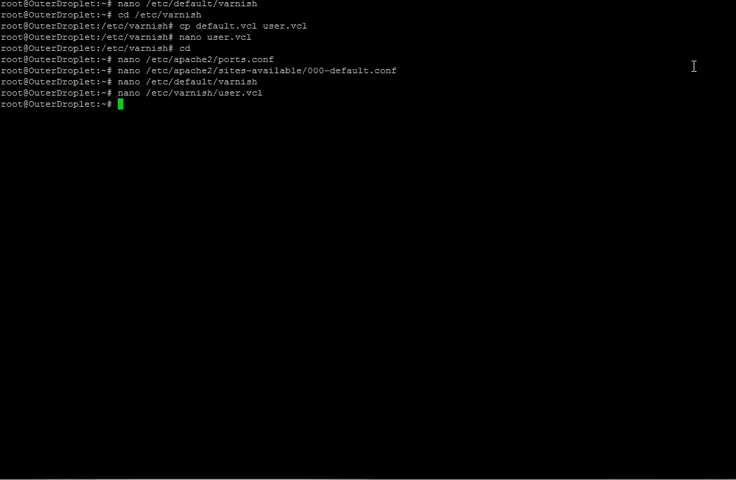 root@OuterDroplet:~# nano /etc/default/varnish
root@OuterDroplet:~# cd /etc/varnish
root@OuterDroplet:/etc/varnish# cp default.vcl user.vcl
root@OuterDroplet:/etc/varnish# nano user.vcl
root@OuterDroplet:/etc/varnish# cd
root@OuterDroplet:~# nano /etc/apache2/ports.conf
root@OuterDroplet:~# nano /etc/apache2/sites-available/000-default.conf
root@OuterDroplet:~# nano /etc/default/varnish
root@OuterDroplet:~# nano /etc/varnish/user.vcl
root@OuterDroplet:~#